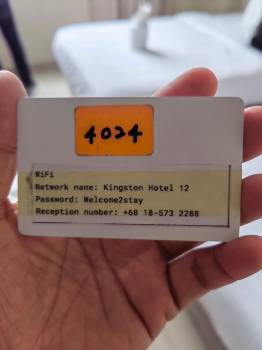 4024
WiFi
Network name: Kingston Hotel 12
Password: Welcome2stay
Reception number: +60 18-573 2288